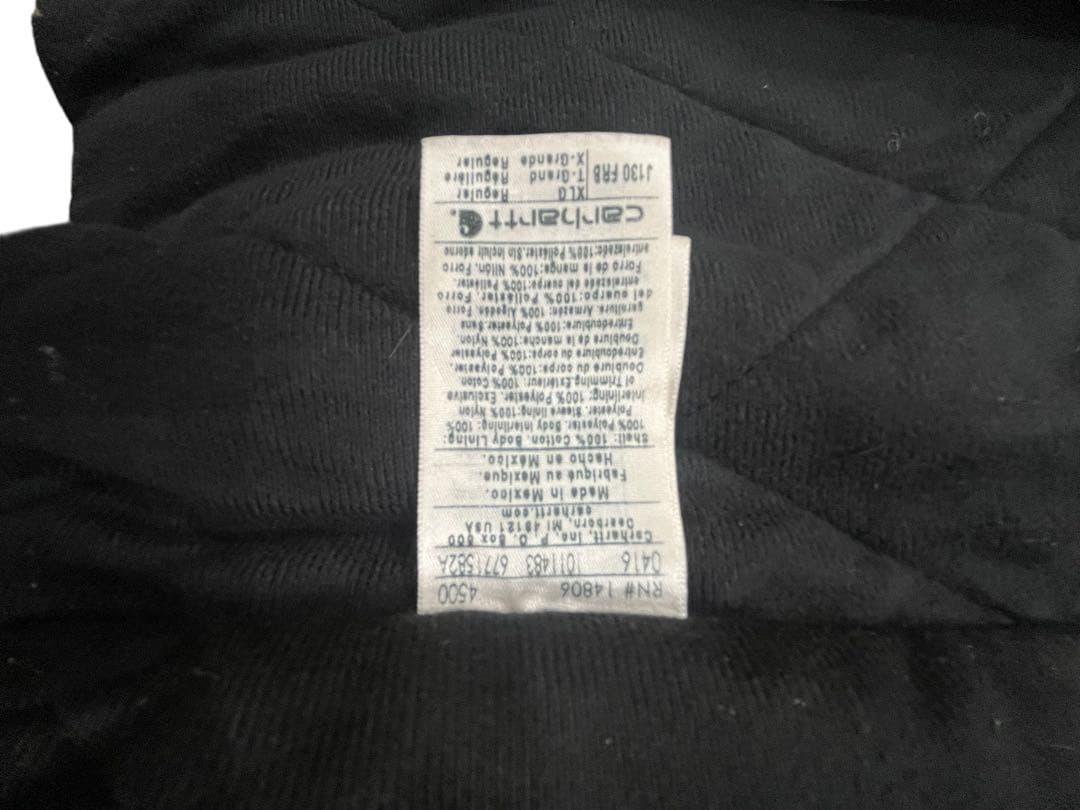 RN# 14806 4500
0416 1011483 6771582A
Carhartt, Inc, P.O. Box 600
Dearborn, MI 48121 USA
carhartt.com
Made in Mexico.
Fabriqué au Mexique.
Hecho en México.
Shell: 100% Cotton. Body Lining:
100% Polyester. Body Interlining: 100%
Polyester. Sleeve lining: 100% Nylon
Interlining: 100% Polyester. Exclusive
of Trimming. Extérieur: 100% Coton
Doublure du corps: 100% Polyester.
Entredoublure du corps: 100% Polyester
Doublure de la manche: 100% Nylon.
Entredoublure: 100% Polyester. Sans
garniture. Armazón: 100% Algodón. Forro
del cuerpo: 100% Poliéster. Forro
entrelazado del cuerpo: 100% Poliéster.
Forro de la manga: 100% Nilón. Forro
entrelazado: 100% Poliéster. Sin incluir adorno
carhartt
XLG Regular
J130 FRB T-Grand Régulière
X-Grande Regular